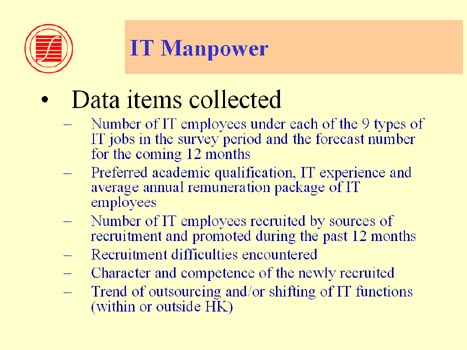 IT Manpower
• Data items collected
– Number of IT employees under each of the 9 types of
IT jobs in the survey period and the forecast number
for the coming 12 months
– Preferred academic qualification, IT experience and
average annual remuneration package of IT
employees
– Number of IT employees recruited by sources of
recruitment and promoted during the past 12 months
– Recruitment difficulties encountered
– Character and competence of the newly recruited
– Trend of outsourcing and/or shifting of IT functions
(within or outside HK)